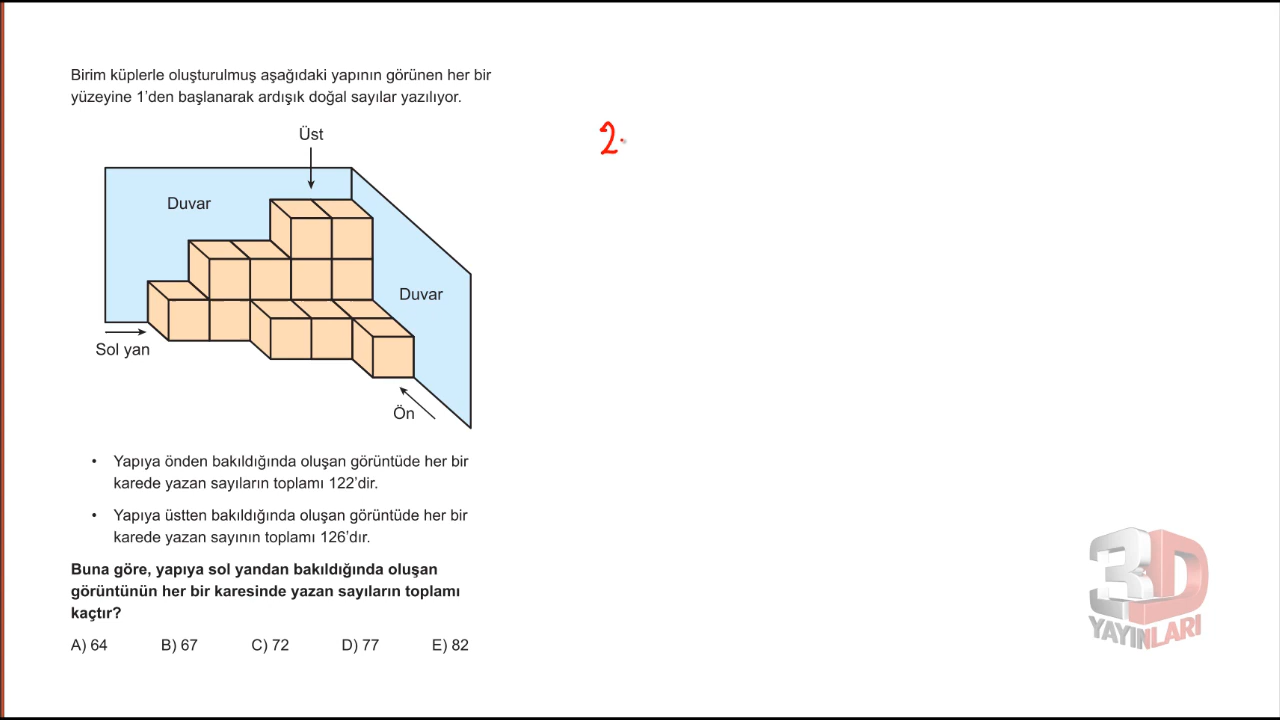 Birim küplerle oluşturulmuş aşağıdaki yapının görünen her bir
yüzeyine 1'den başlanarak ardışık doğal sayılar yazılıyor.
Üst
Duvar
Duvar
Sol yan
Ön
• Yapıya önden bakıldığında oluşan görüntüde her bir
karede yazan sayıların toplamı 122'dir.
• Yapıya üstten bakıldığında oluşan görüntüde her bir
karede yazan sayının toplamı 126'dır.
Buna göre, yapıya sol yandan bakıldığında oluşan
görüntünün her bir karesinde yazan sayıların toplamı
kaçtır?
A) 64 B) 67 C) 72 D) 77 E) 82
2.
3D
YAYINLARI